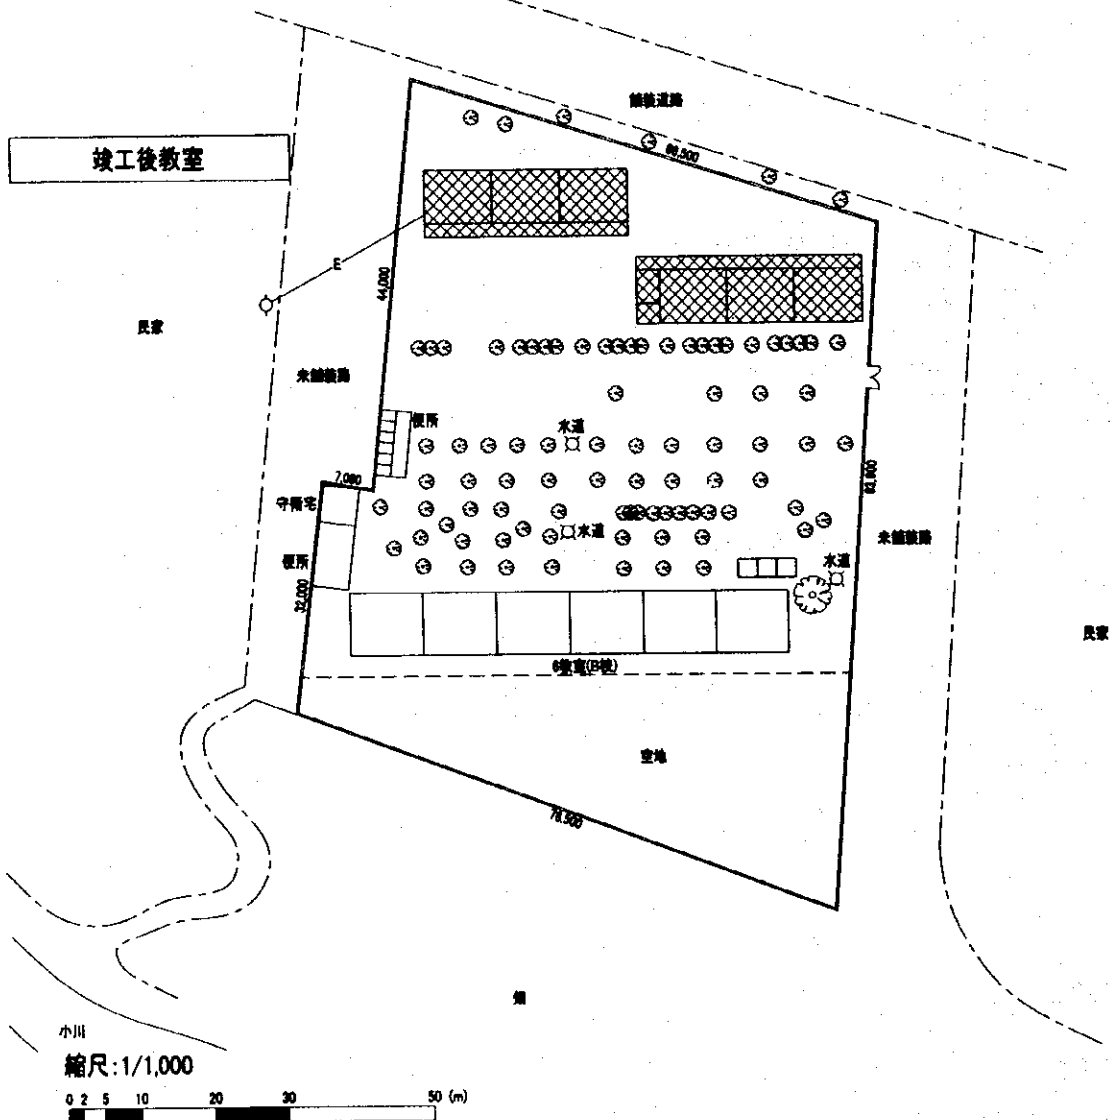 舗装道路
竣工後教室
66,500
E
44,000
民家
未舗装路
便所
水道
7,000
守衛宅
水道
未舗装路
便所
水道
32,000
民家
6教室(B棟)
空地
78,500
畑
小川
縮尺:1/1,000
0 2 5 10 20 30 50 (m)